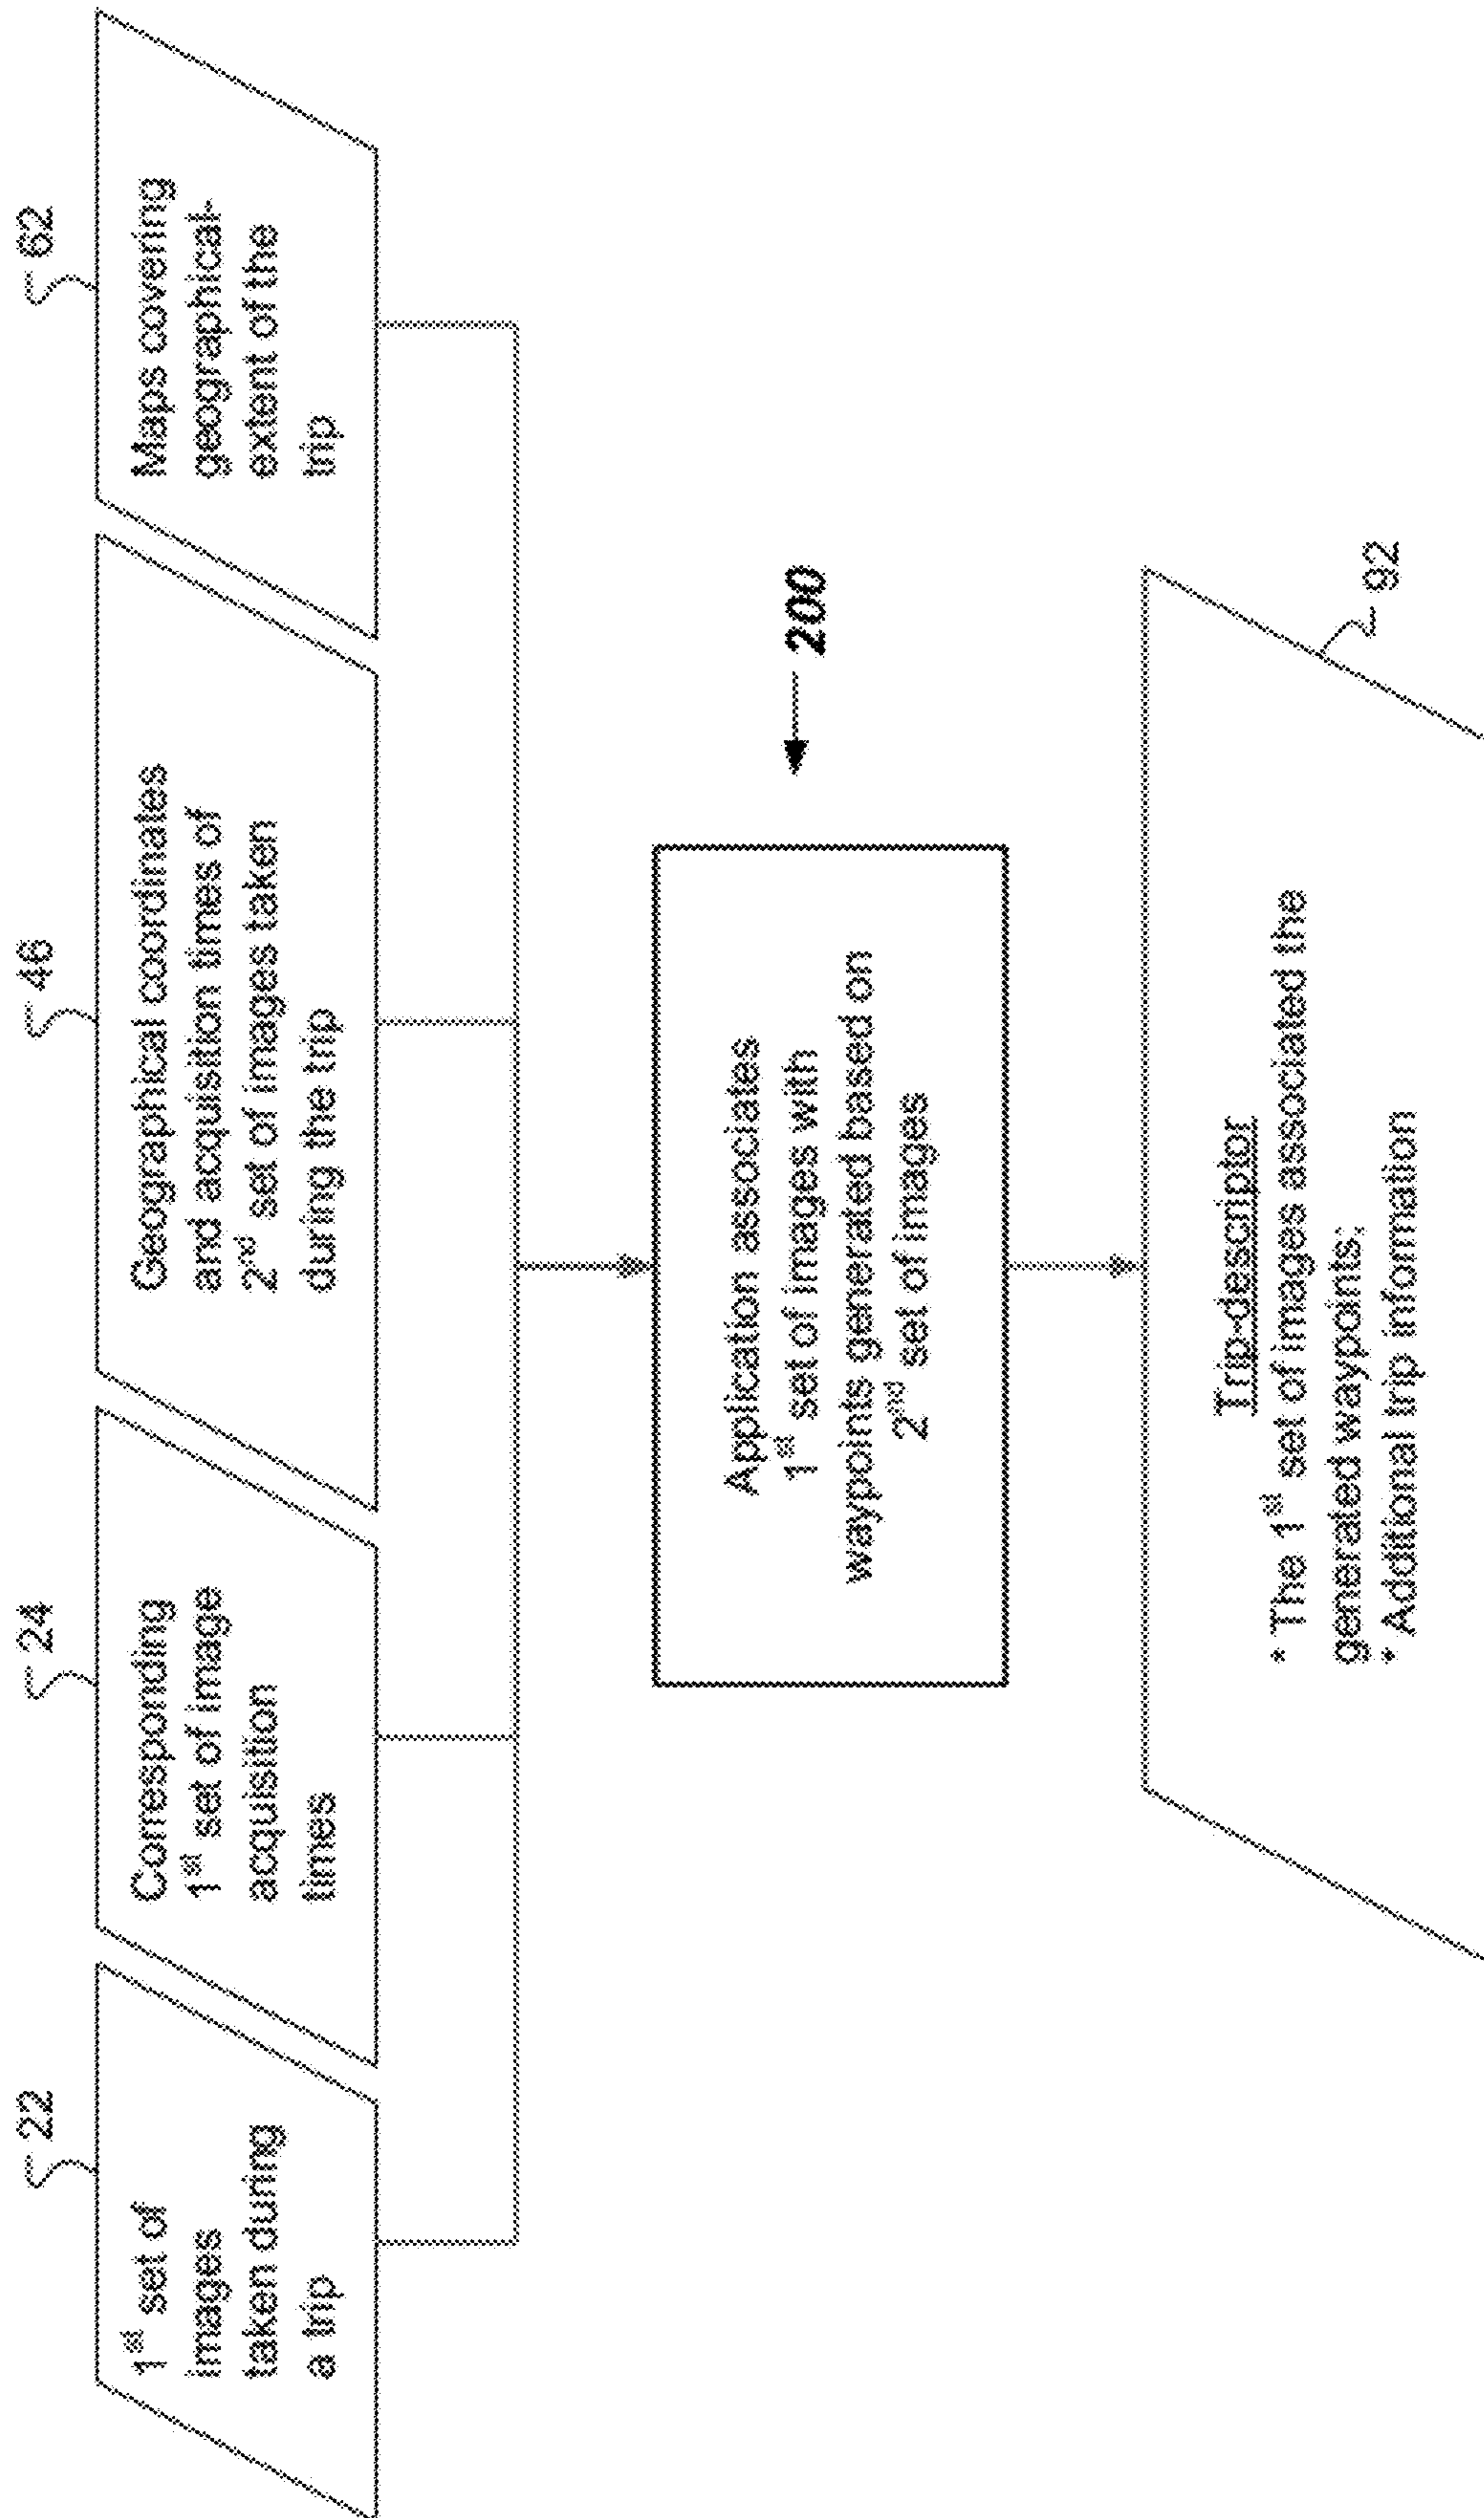 22
1st set of
images
taken during
a trip
24
Corresponding
1st set of image
acquisition
times
46
Geographical coordinates
and acquisition times of
2nd set of images taken
during the trip
62
Maps covering
geographical-
extent of the
trip
200
Application associates
1st set of images with
waypoints generated based on
2nd set of images
92
Trip-descriptor
* The 1st set of images associated the
generated waypoints;
* Additional trip information